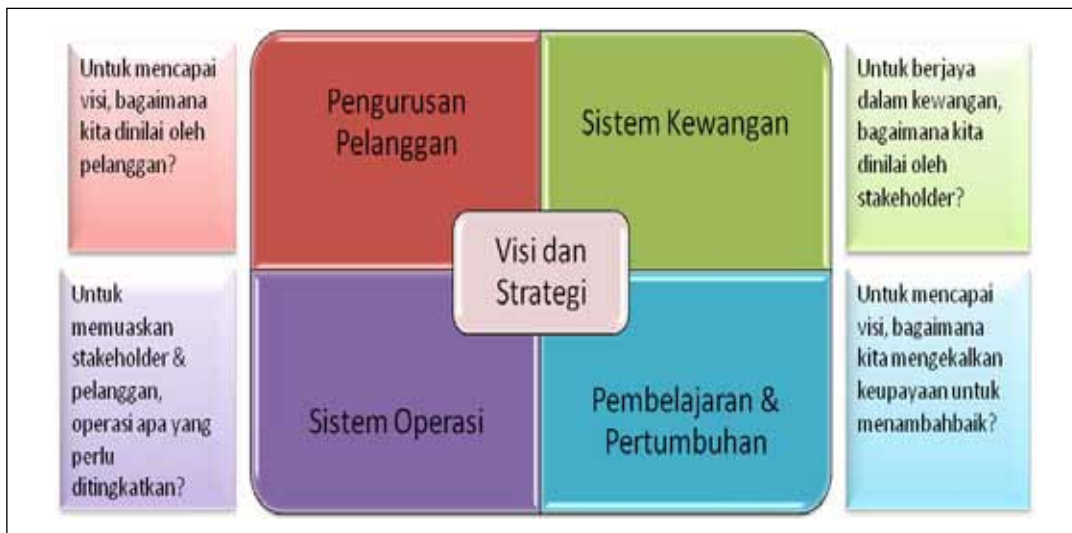 Untuk mencapai
visi, bagaimana
kita dinilai oleh
pelanggan?
Pengurusan
Pelanggan
Sistem Kewangan
Untuk berjaya
dalam kewangan,
bagaimana kita
dinilai oleh
stakeholder?
Visi dan
Strategi
Untuk
memuaskan
stakeholder &
pelanggan,
operasi apa yang
perlu
ditingkatkan?
Sistem Operasi
Pembelajaran &
Pertumbuhan
Untuk mencapai
visi, bagaimana
kita mengekalkan
keupayaan untuk
menambahbaik?